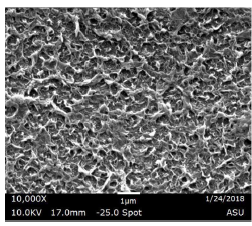 10,000X 1μm 1/24/2018
10.0KV 17.0mm -25.0 Spot ASU